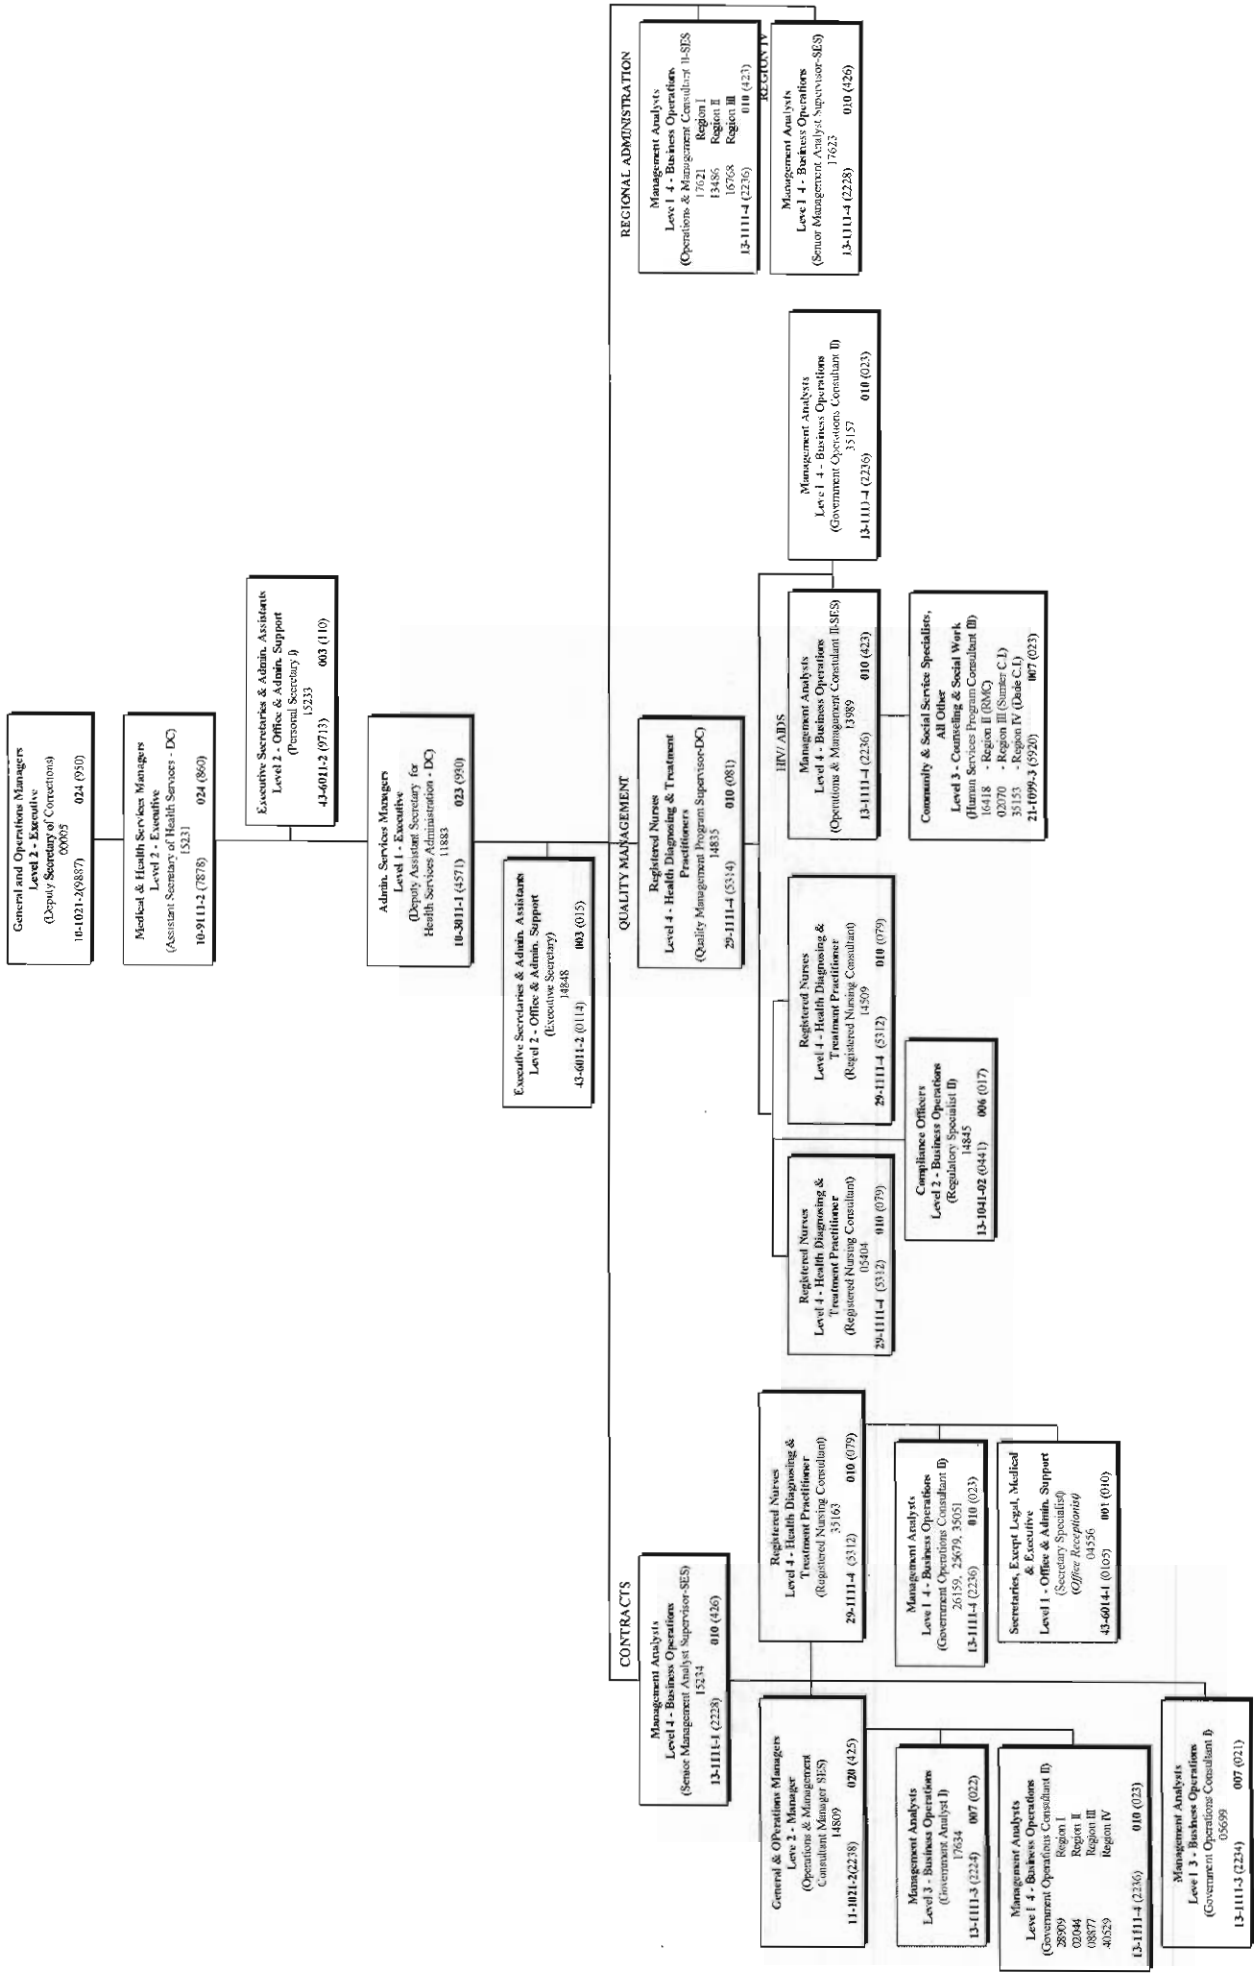 General and Operations Managers
Level 2 - Executive
(Deputy Secretary of Corrections)
00005
10-1021-2(9887) 024 (950)
Medical & Health Services Managers
Level 2 - Executive
(Assistant Secretary of Health Services - DC)
15231
10-9111-2 (7878) 024 (860)
Executive Secretaries & Admin. Assistants
Level 2 - Office & Admin. Support
(Personal Secretary I)
15233
43-6011-2 (9713) 003 (110)
Admin. Services Managers
Level 1 - Executive
(Deputy Assistant Secretary for
Health Services Administration - DC)
11883
10-3011-1 (4571) 023 (930)
Executive Secretaries & Admin. Assistants
Level 2 - Office & Admin. Support
(Executive Secretary)
14848
43-6011-2 (0114) 003 (015)
CONTRACTS
Management Analysts
Level 4 - Business Operations
(Senior Management Analyst Supervisor-SES)
15234
13-1111-1 (2228) 010 (426)
General & OPerations Managers
Leve 2 - Manager
(Operations & Management
Consultant Manager SES)
14809
11-1021-2(2238) 020 (425)
Management Analysts
Level 3 - Business Operations
(Government Analyst I)
17634
13-1111-3 (2224) 007 (022)
Management Analysts
Leve 1 4 - Business Operations
(Government Operations Consultant II)
28909 Region I
02044 Region II
08877 Region III
40529 Region IV
13-1111-4 (2236) 010 (023)
Management Analysts
Leve 1 3 - Business Operations
(Government Operations Consultant I)
05699
13-1111-3 (2234) 007 (021)
Registered Nurses
Level 4 - Health Diagnosing &
Treatment Practitioner
(Registered Nursing Consultant)
35163
29-1111-4 (5312) 010 (079)
Management Analysts
Leve 1 4 - Business Operations
(Government Operations Consultant II)
26159, 25679, 35051
13-1111-4 (2236) 010 (023)
Secretaries, Except Legal, Medical
& Executive
Level 1 - Office & Admin. Support
(Secretary Specialist)
(Office Receptionist)
04556
43-6014-1 (0105) 001 (010)
QUALITY MANAGEMENT
Registered Nurses
Level 4 - Health Diagnosing & Treatment
Practitioners
(Quality Management Program Supervisor-DC)
14835
29-1111-4 (5314) 010 (081)
Registered Nurses
Level 4 - Health Diagnosing &
Treatment Practitioner
(Registered Nursing Consultant)
05404
29-1111-4 (5312) 010 (079)
Registered Nurses
Level 4 - Health Diagnosing &
Treatment Practitioner
(Registered Nursing Consultant)
14509
29-1111-4 (5312) 010 (079)
Compliance Officers
Level 2 - Business Operations
(Regulatory Specialist II)
14845
13-1041-02 (0441) 006 (017)
HIV/ AIDS
Management Analysts
Level 4 - Business Operations
(Operations & Management Constulant II-SES)
13989
13-1111-4 (2236) 010 (423)
Management Analysts
Leve 1 4 - Business Operations
(Government Operations Consultant II)
35157
13-1111-4 (2236) 010 (023)
Community & Social Service Specialists,
All Other
Level 3 - Counseling & Social Work
(Human Services Program Consultant III)
16418 - Region II (RMC)
02070 - Region III (Sumter C.I.)
35153 - Region IV (Dade C.I.)
21-1099-3 (5920) 007 (023)
REGIONAL ADMINISTRATION
Management Analysts
Leve 1 4 - Business Operations
(Operations & Management Consultant II-SES
17621 Region I
13486 Region II
16768 Region III
13-1111-4 (2236) 010 (423)
REGION IV
Management Analysts
Leve 1 4 - Business Operations
(Senior Management Analyst Supervisor-SES)
17623
13-1111-4 (2228) 010 (426)